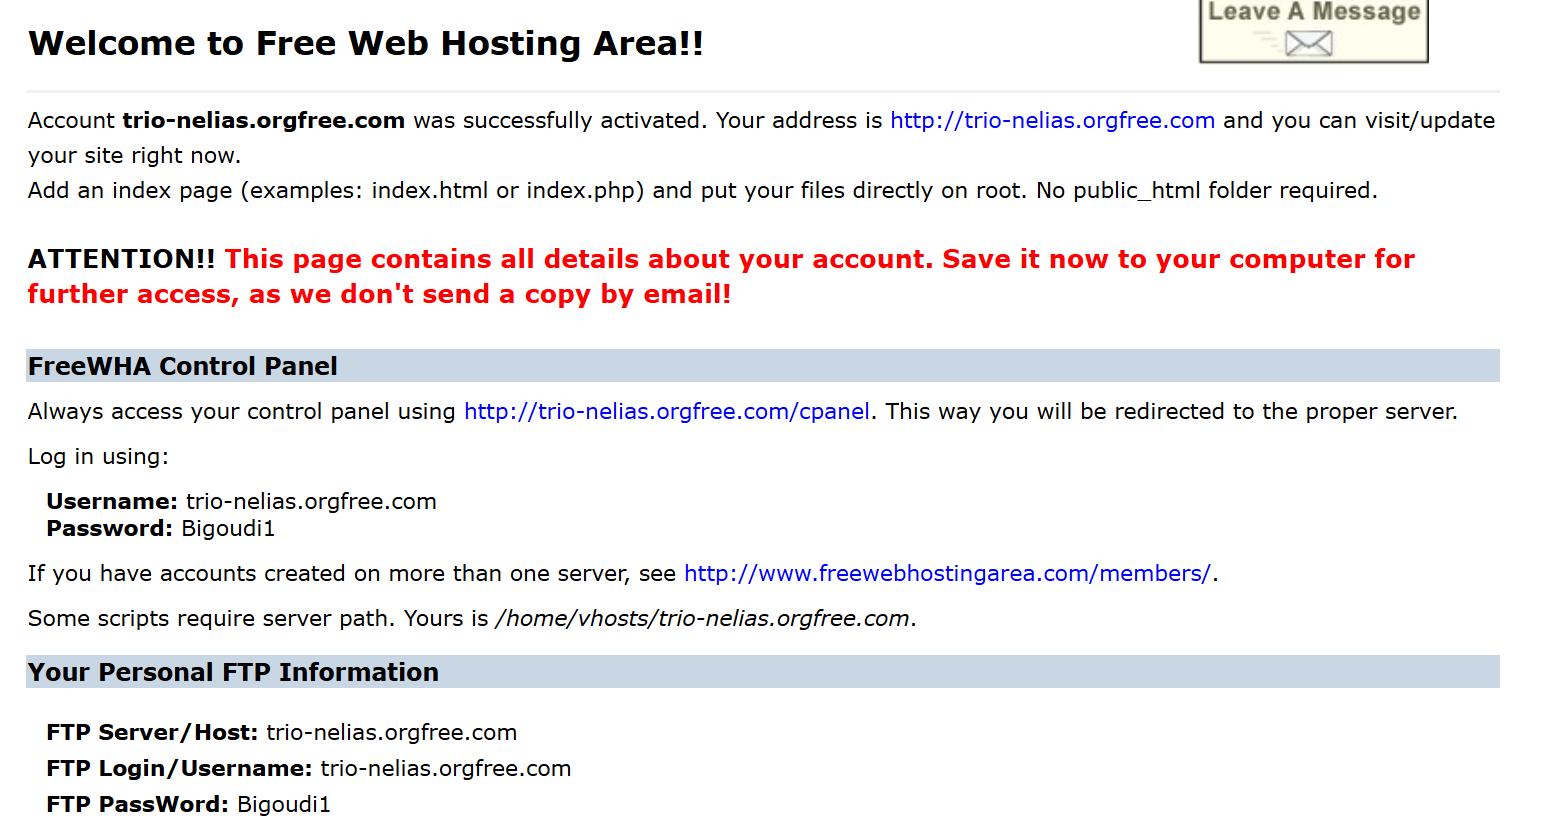 Leave A Message
Welcome to Free Web Hosting Area!!
Account trio-nelias.orgfree.com was successfully activated. Your address is http://trio-nelias.orgfree.com and you can visit/update
your site right now.
Add an index page (examples: index.html or index.php) and put your files directly on root. No public_html folder required.
ATTENTION!! This page contains all details about your account. Save it now to your computer for
further access, as we don't send a copy by email!
FreeWHA Control Panel
Always access your control panel using http://trio-nelias.orgfree.com/cpanel. This way you will be redirected to the proper server.
Log in using:
Username: trio-nelias.orgfree.com
Password: Bigoudi1
If you have accounts created on more than one server, see http://www.freewebhostingarea.com/members/.
Some scripts require server path. Yours is /home/vhosts/trio-nelias.orgfree.com.
Your Personal FTP Information
FTP Server/Host: trio-nelias.orgfree.com
FTP Login/Username: trio-nelias.orgfree.com
FTP PassWord: Bigoudi1